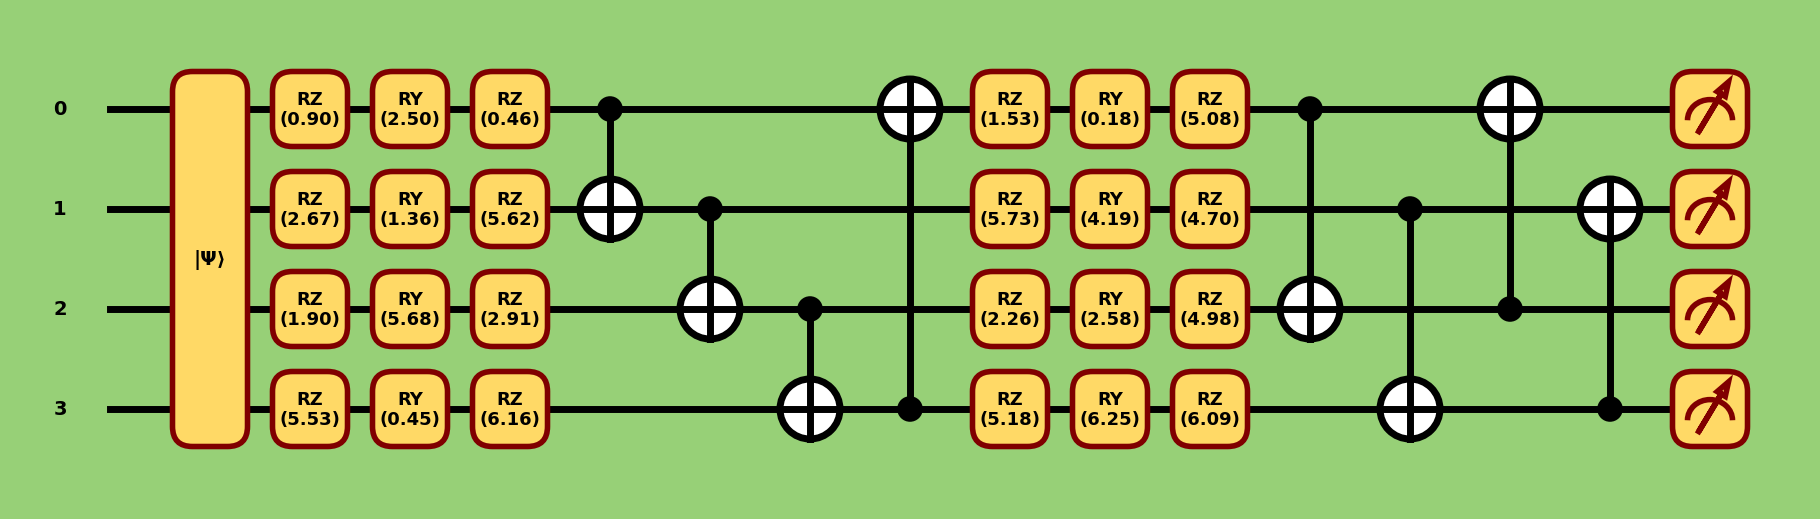 0
RZ
(0.90)
RY
(2.50)
RZ
(0.46)
RZ
(1.53)
RY
(0.18)
RZ
(5.08)
1
RZ
(2.67)
RY
(1.36)
RZ
(5.62)
RZ
(5.73)
RY
(4.19)
RZ
(4.70)
|Ψ⟩
2
RZ
(1.90)
RY
(5.68)
RZ
(2.91)
RZ
(2.26)
RY
(2.58)
RZ
(4.98)
3
RZ
(5.53)
RY
(0.45)
RZ
(6.16)
RZ
(5.18)
RY
(6.25)
RZ
(6.09)